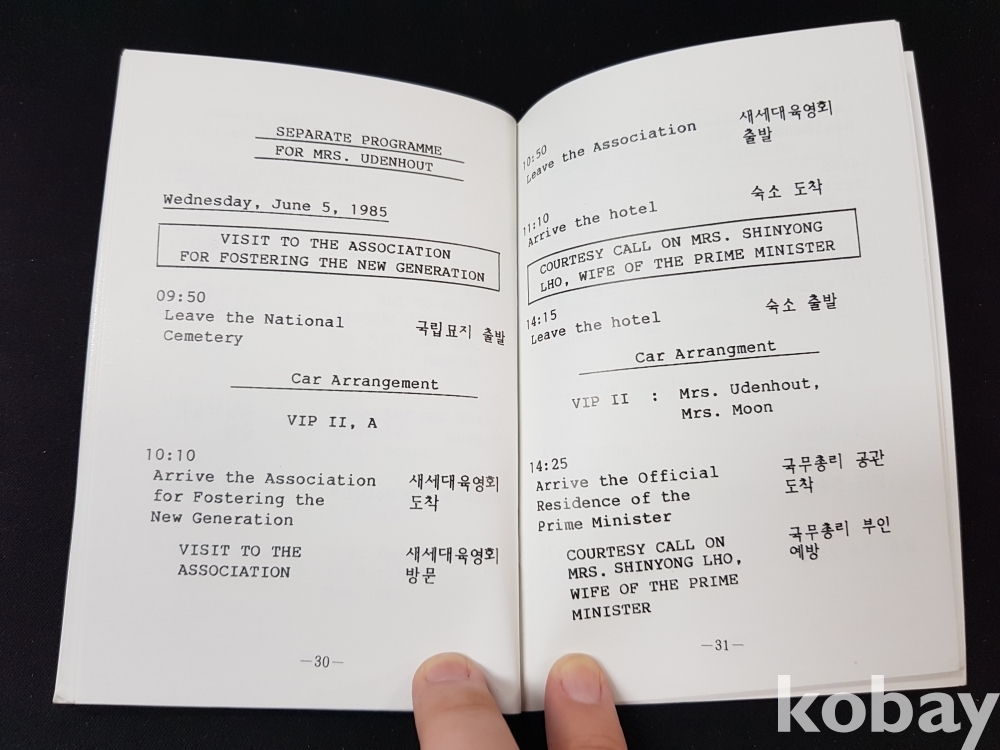 SEPARATE PROGRAMME
FOR MRS. UDENHOUT
Wednesday, June 5, 1985
VISIT TO THE ASSOCIATION
FOR FOSTERING THE NEW GENERATION
09:50
Leave the National 국립묘지 출발
Cemetery
Car Arrangement
VIP II, A
10:10
Arrive the Association 새세대육영회
for Fostering the 도착
New Generation
VISIT TO THE 새세대육영회
ASSOCIATION 방문
—30—
10:50 새세대육영회
Leave the Association 출발
11:10 숙소 도착
Arrive the hotel
COURTESY CALL ON MRS. SHINYONG
LHO, WIFE OF THE PRIME MINISTER
14:15 숙소 출발
Leave the hotel
Car Arrangment
VIP II : Mrs. Udenhout,
Mrs. Moon
14:25
Arrive the Official 국무총리 공관
Residence of the 도착
Prime Minister
COURTESY CALL ON 국무총리 부인
MRS. SHINYONG LHO, 예방
WIFE OF THE PRIME
MINISTER
—31—
kobay